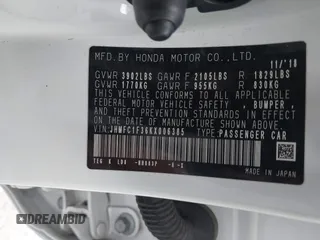 MFD.BY HONDA MOTOR CO.,LTD. 11/'18
GVWR 3902LBS GAWR F 2105LBS R 1829LBS
GVWR 1770KG GAWR F 955KG R 830KG
THIS VEHICLE CONFORMS TO ALL APPLICABLE
FEDERAL MOTOR VEHICLE SAFETY, BUMPER,
AND THEFT PREVENTION STANDARDS IN EFFECT
ON THE DATE OF MANUFACTURE SHOWN ABOVE.
VIN: TYPE:PASSENGER CAR
MADE IN JAPAN
DREAMBID